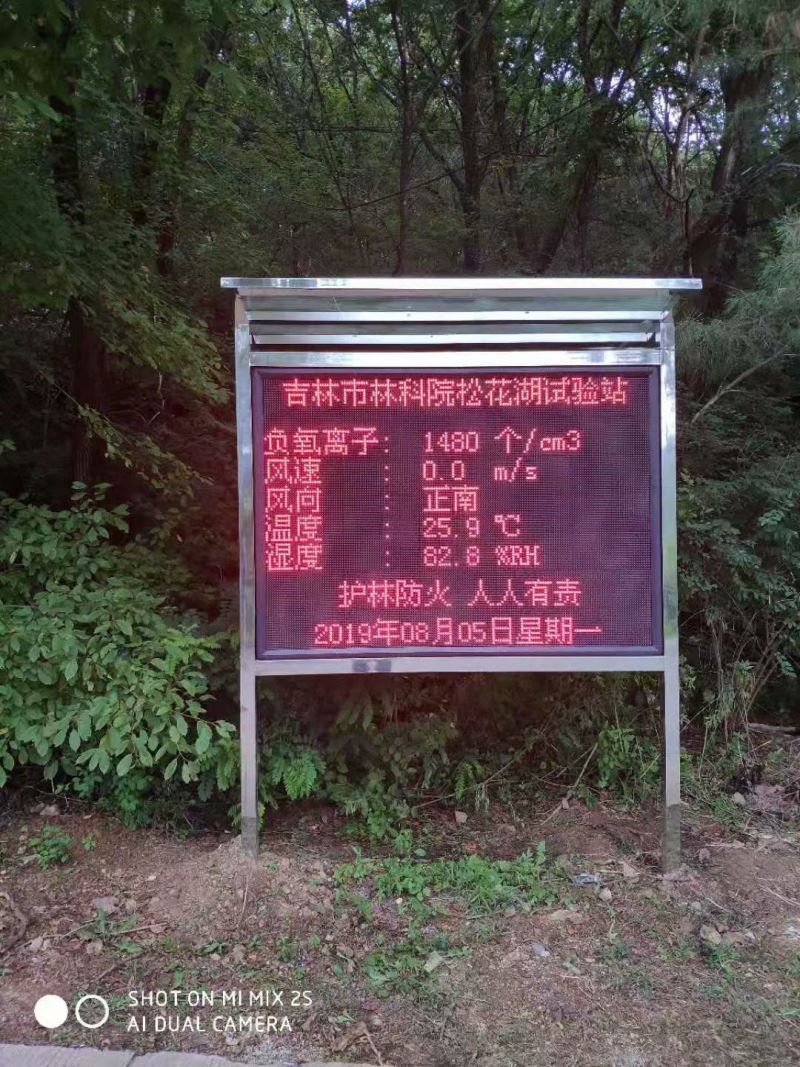 吉林市林科院松花湖试验站
负氧离子: 1480 个/cm3
风速 : 0.0 m/s
风向 : 正南
温度 : 25.9 ℃
湿度 : 82.8 %RH
护林防火 人人有责
2019年08月05日星期一
SHOT ON MI MIX 2S
AI DUAL CAMERA